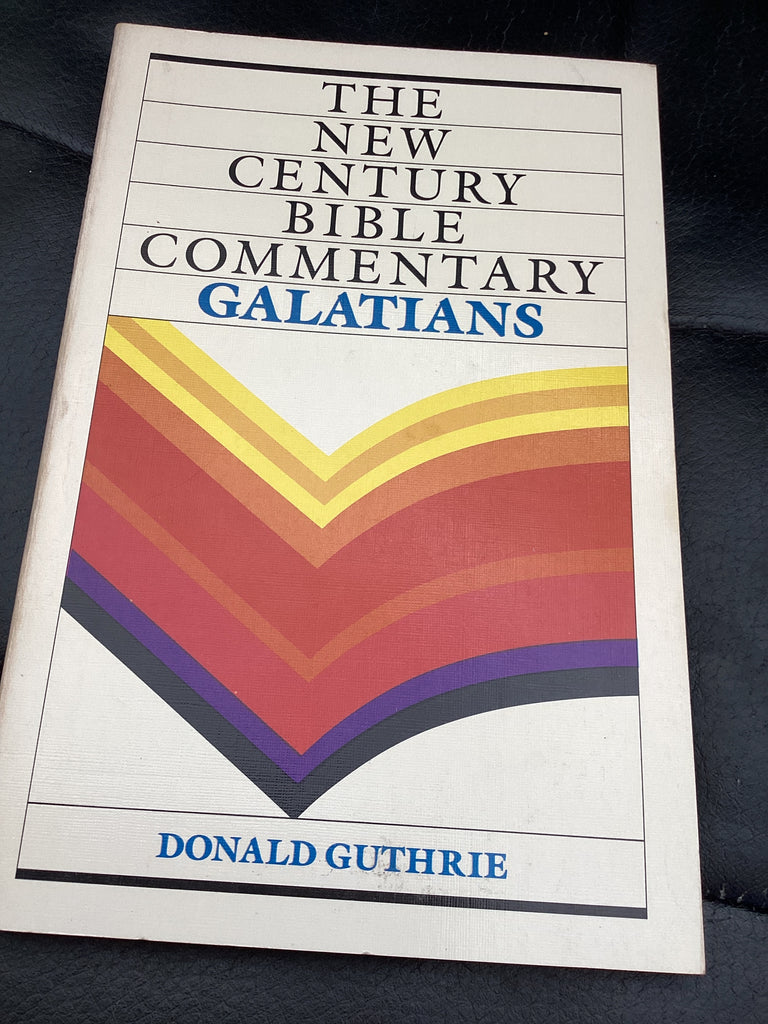 THE
NEW
CENTURY
BIBLE
COMMENTARY
GALATIANS
DONALD GUTHRIE